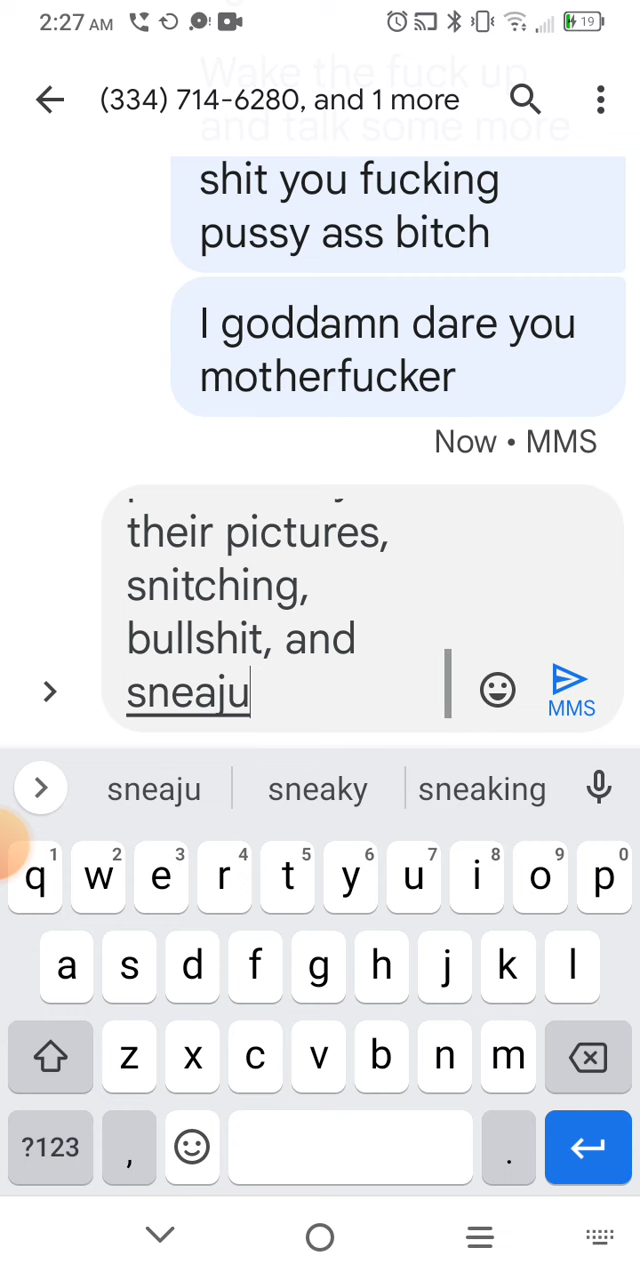 2:27 AM
19
Wake the fuck up
(334) 714-6280, and 1 more
and talk some more
shit you fucking
pussy ass bitch
I goddamn dare you
motherfucker
Now • MMS
their pictures,
snitching,
bullshit, and
sneaju
MMS
sneaju sneaky sneaking
1 2 3 4 5 6 7 8 9 0
q w e r t y u i o p
a s d f g h j k l
z x c v b n m
?123 , .